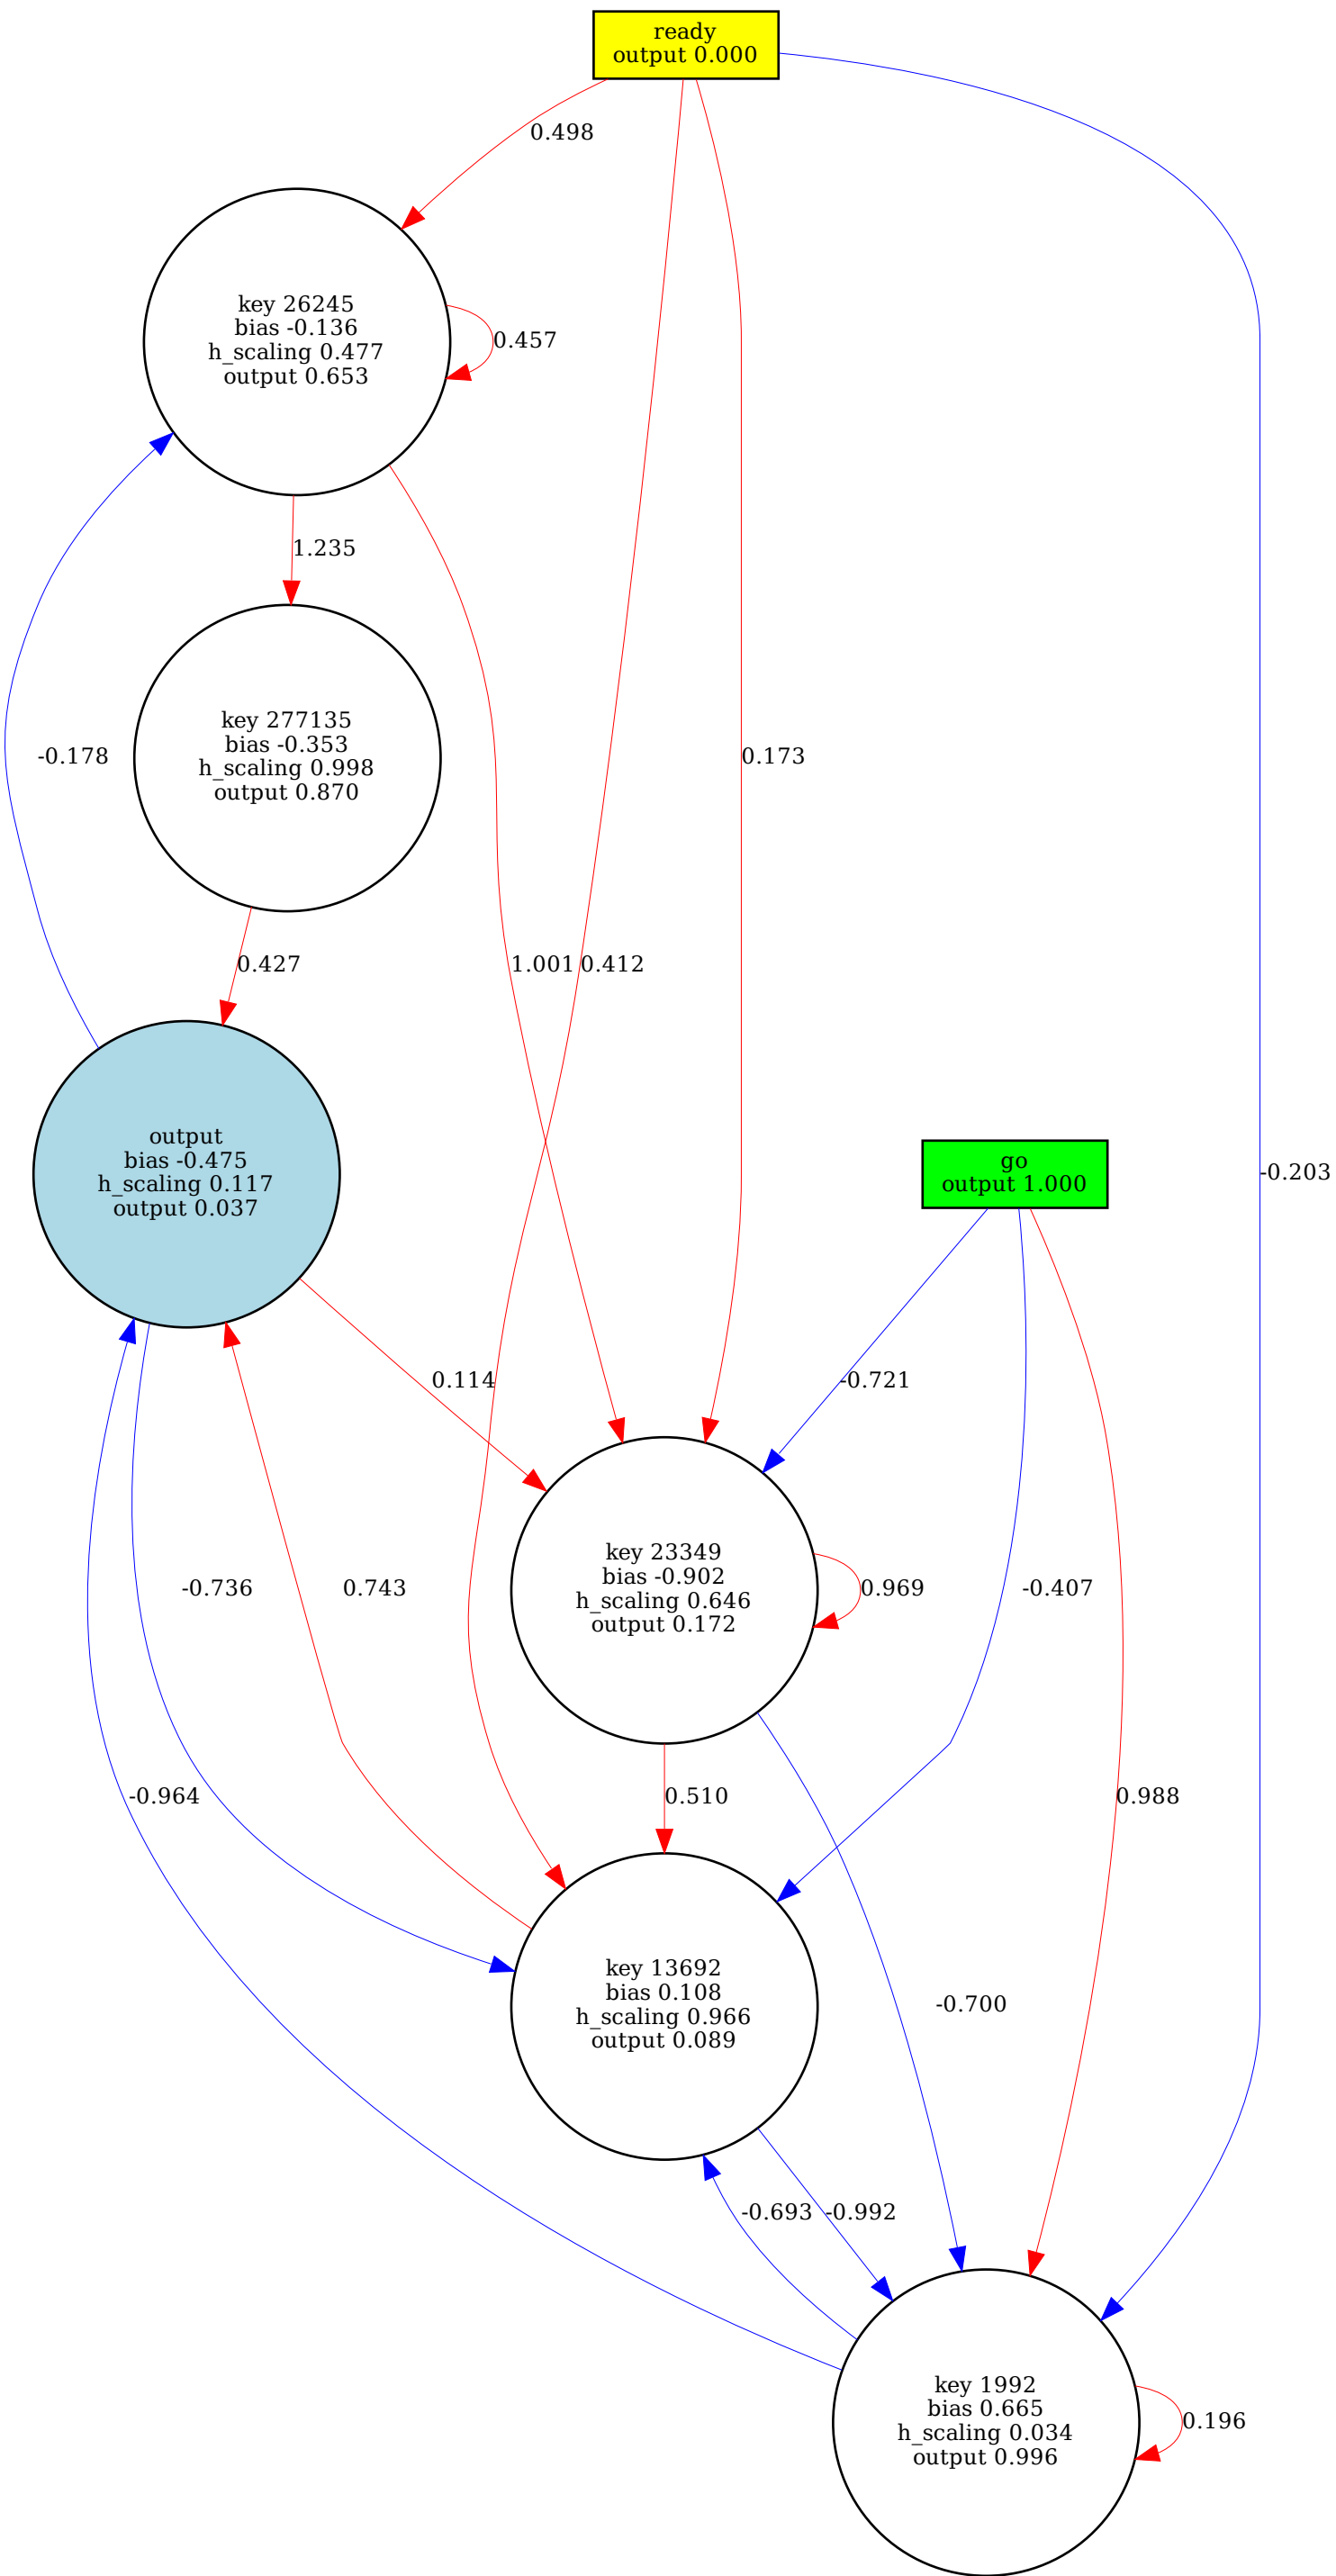 ready
output 0.000
0.498
key 26245
bias -0.136
h_scaling 0.477
output 0.653
0.457
1.235
key 277135
bias -0.353
h_scaling 0.998
output 0.870
-0.178
0.173
0.427
1.001
0.412
output
bias -0.475
h_scaling 0.117
output 0.037
go
output 1.000
-0.203
0.114
-0.721
key 23349
bias -0.902
h_scaling 0.646
output 0.172
0.969
-0.736
0.743
-0.407
-0.964
0.510
0.988
key 13692
bias 0.108
h_scaling 0.966
output 0.089
-0.700
-0.693
-0.992
key 1992
bias 0.665
h_scaling 0.034
output 0.996
0.196